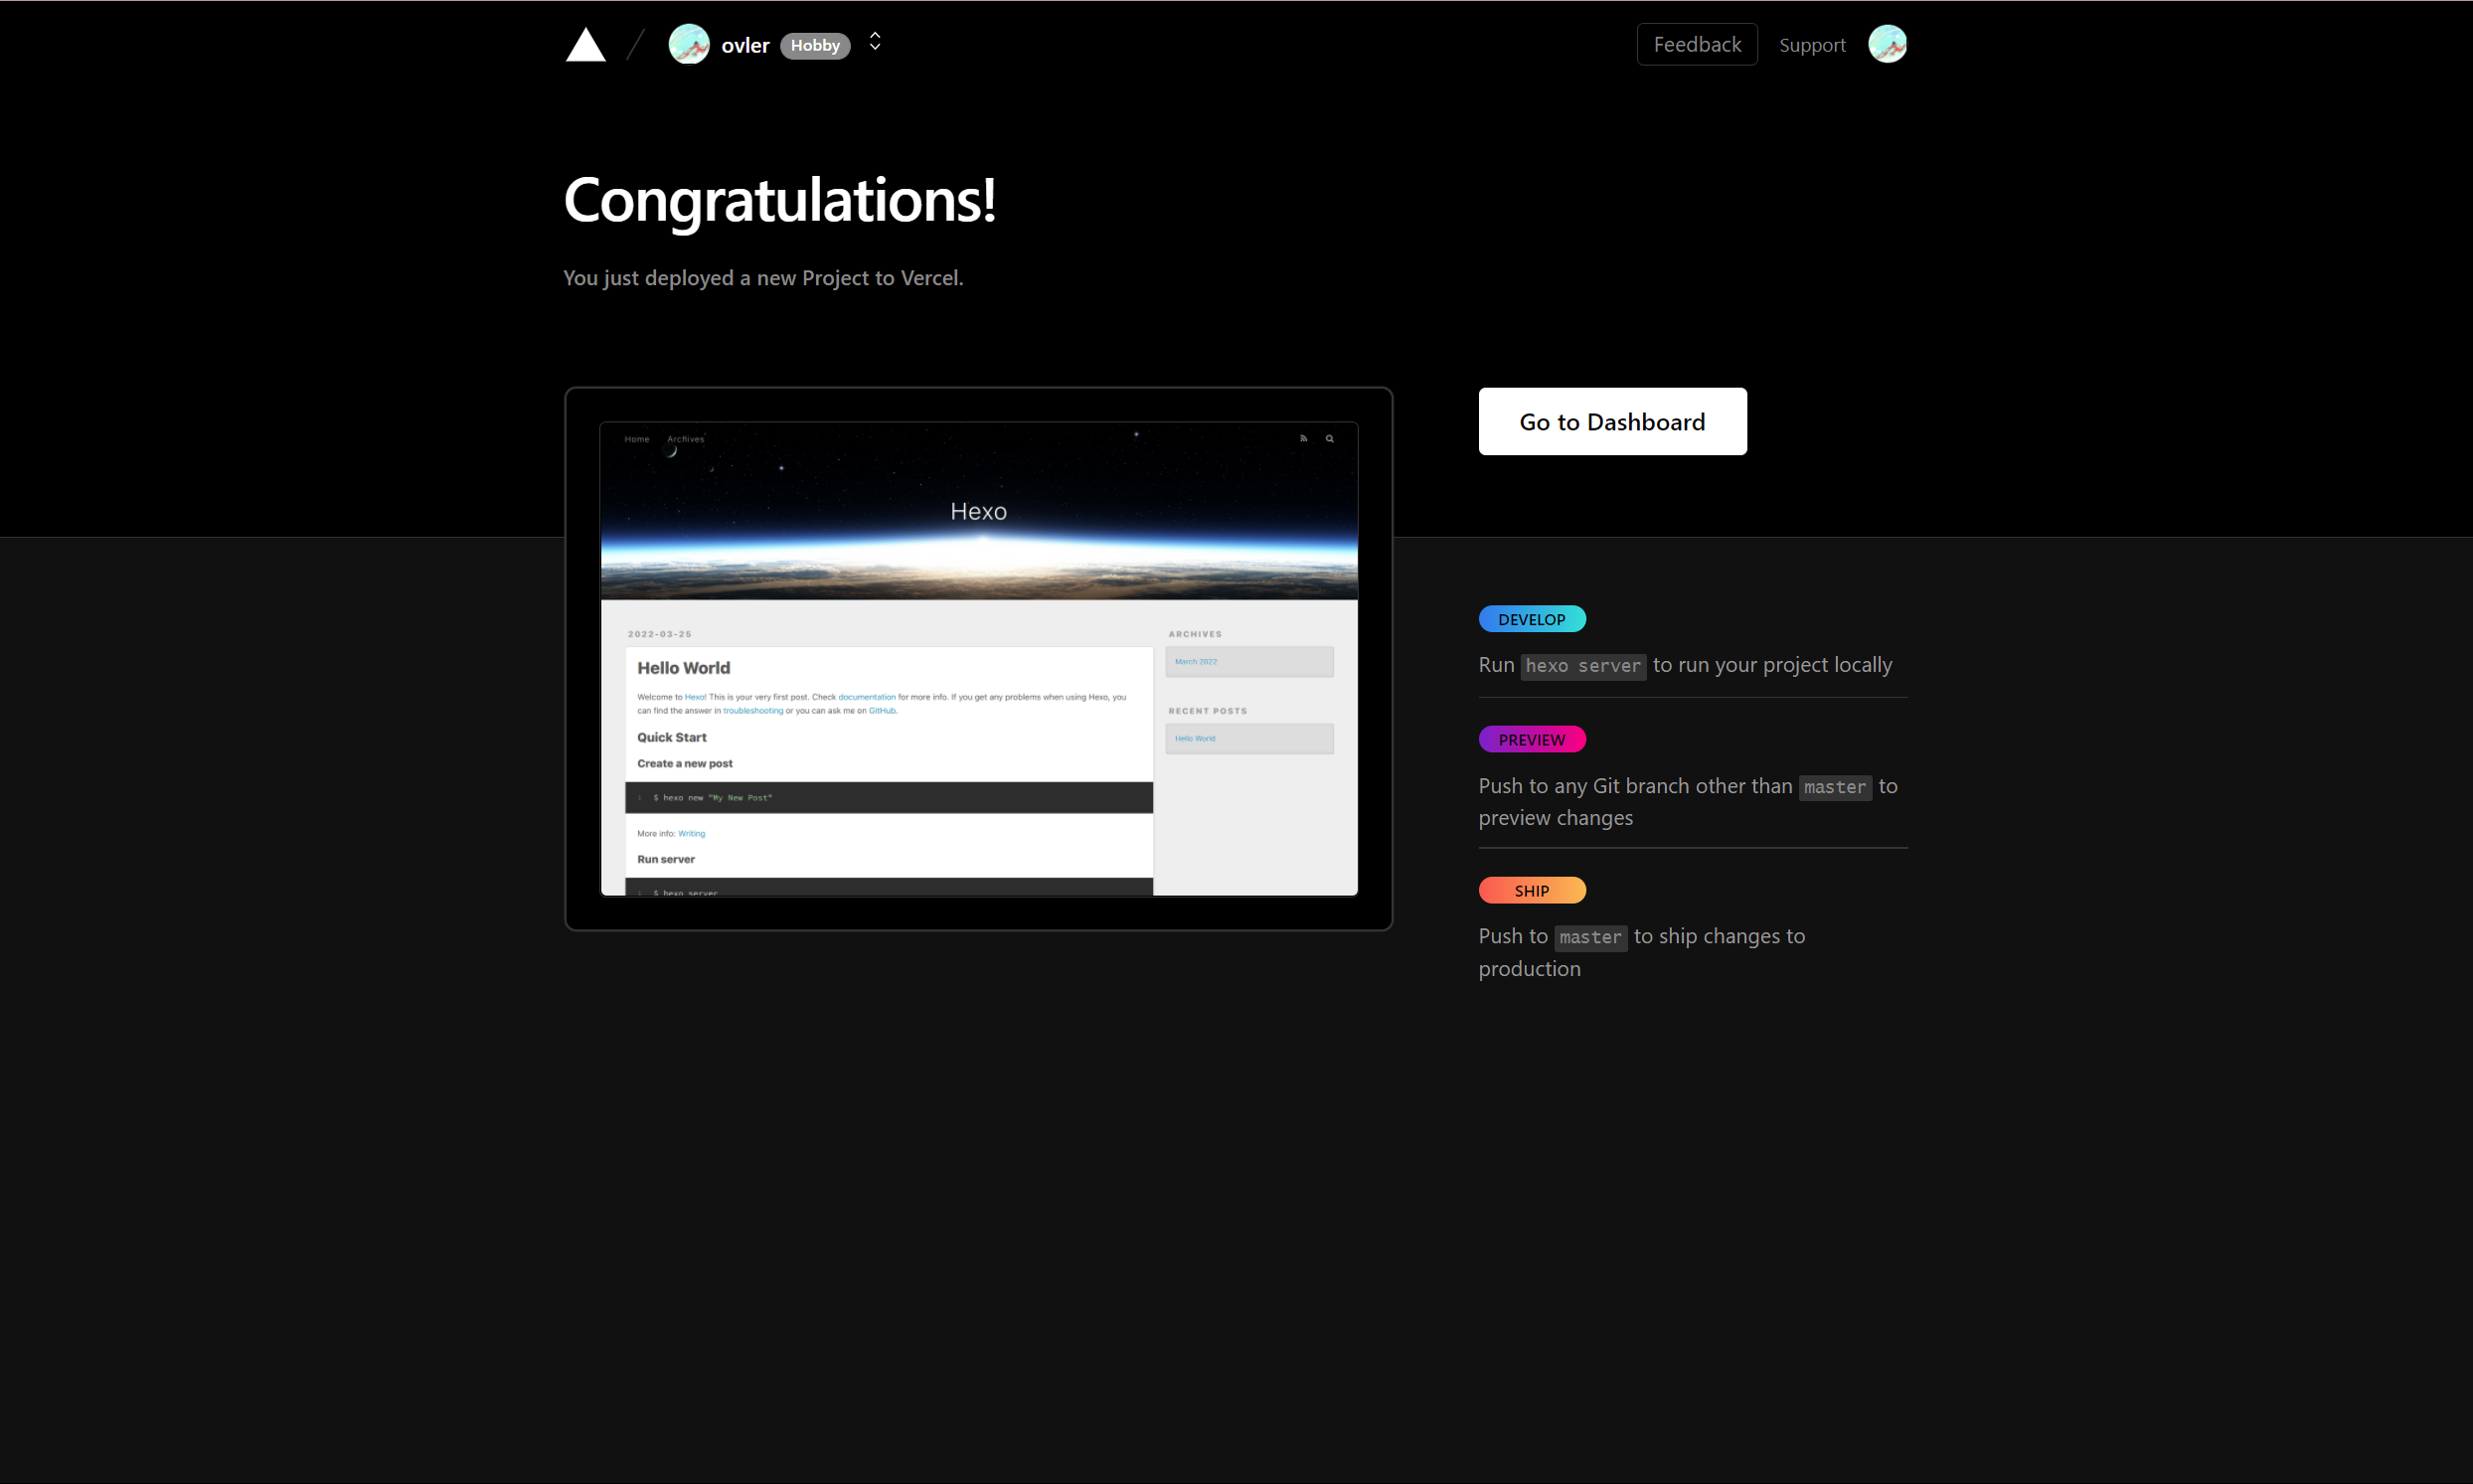 ovler Hobby
Feedback Support
Congratulations!
You just deployed a new Project to Vercel.
Home Archives
Hexo
2022-03-25
Hello World
Welcome to Hexo! This is your very first post. Check documentation for more info. If you get any problems when using Hexo, you
can find the answer in troubleshooting or you can ask me on GitHub.
Quick Start
Create a new post
1 $ hexo new "My New Post"
More info: Writing
Run server
1 $ hexo server
ARCHIVES
March 2022
RECENT POSTS
Hello World
Go to Dashboard
DEVELOP
Run hexo server to run your project locally
PREVIEW
Push to any Git branch other than master to
preview changes
SHIP
Push to master to ship changes to
production